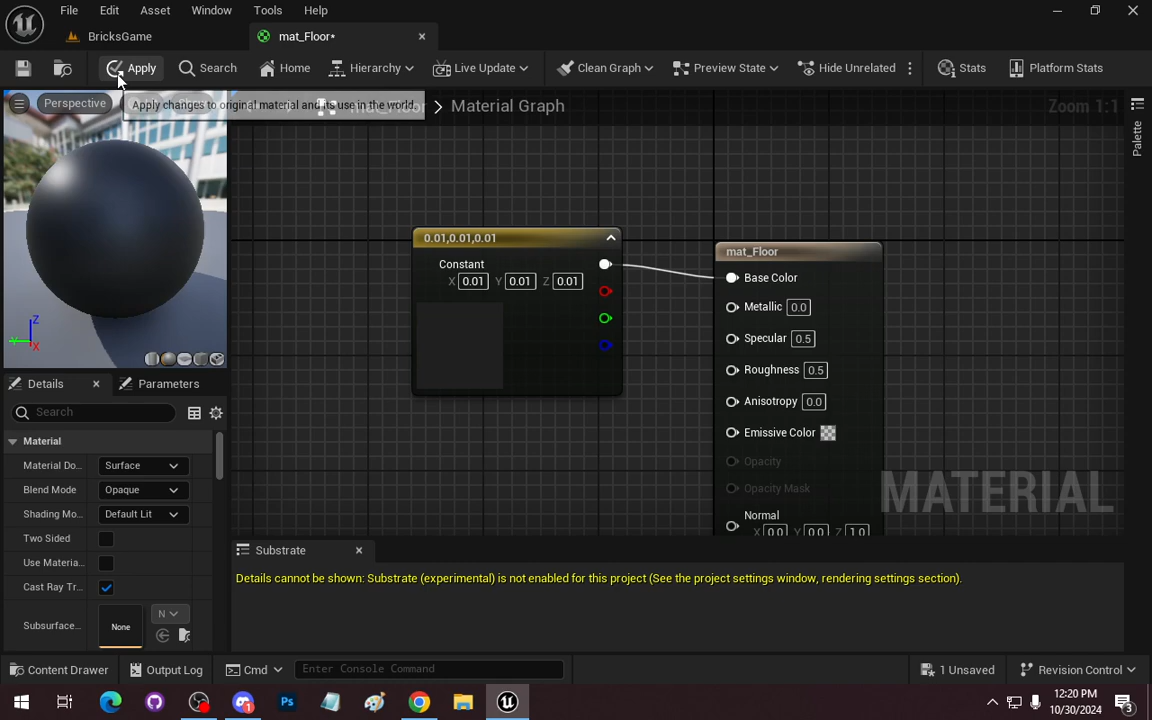 File Edit Asset Window Tools Help
BricksGame mat_Floor*
Apply Search Home Hierarchy Live Update Clean Graph Preview State Hide Unrelated Stats Platform Stats
Perspective Apply changes to original material and its use in the world. Material Graph Zoom 1:1
Palette
0.01,0.01,0.01
Constant
X 0.01 Y 0.01 Z 0.01
mat_Floor
Base Color
Metallic 0.0
Specular 0.5
Roughness 0.5
Anisotropy 0.0
Emissive Color
Opacity
Opacity Mask
Normal
X 0.0 Y 0.0 Z 1.0
MATERIAL
Z
Y
X
Details Parameters
Search
Material
Material Do... Surface
Blend Mode Opaque
Shading Mo... Default Lit
Two Sided
Use Materia...
Cast Ray Tr...
Subsurface... None N
Substrate
Details cannot be shown: Substrate (experimental) is not enabled for this project (See the project settings window, rendering settings section).
Content Drawer Output Log Cmd Enter Console Command 1 Unsaved Revision Control
Ps
12:20 PM
10/30/2024
3